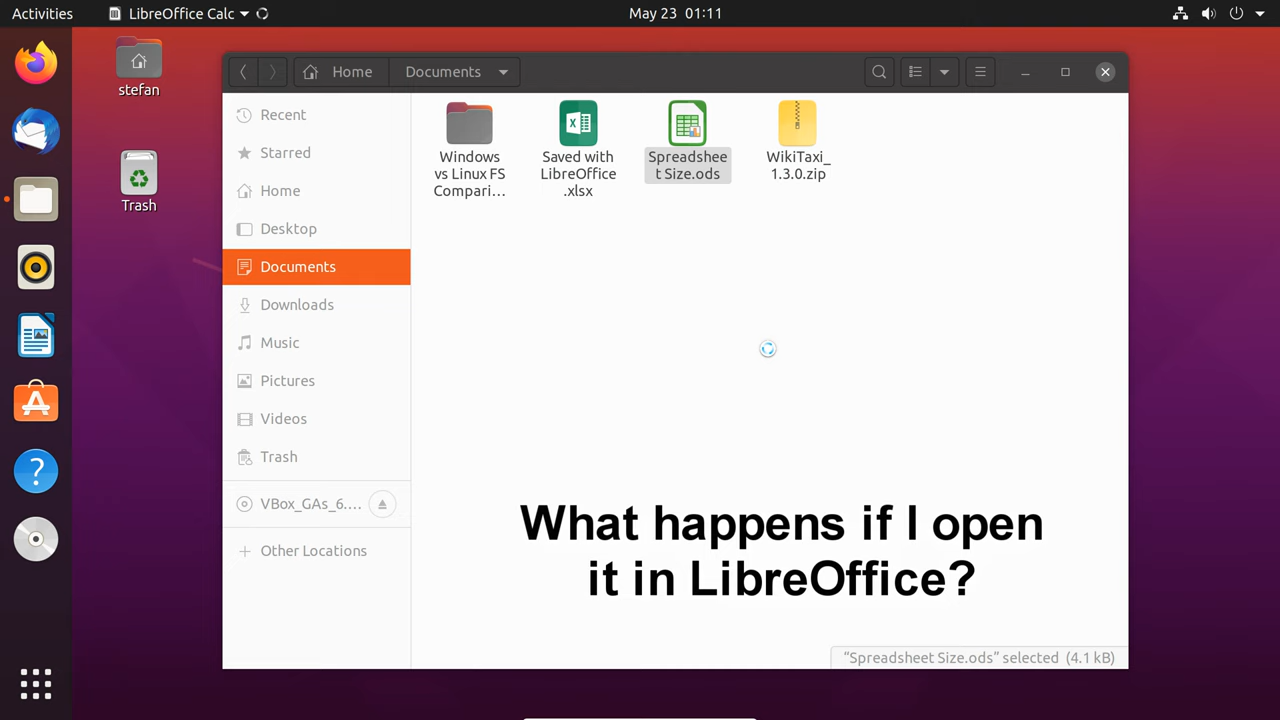 Activities
LibreOffice Calc
May 23 01:11
stefan
Trash
Home
Documents
Recent
Starred
Home
Desktop
Documents
Downloads
Music
Pictures
Videos
Trash
VBox_GAs_6.…
Other Locations
Windows
vs Linux FS
Compari…
Saved with
LibreOffice
.xlsx
Spreadshee
t Size.ods
WikiTaxi_
1.3.0.zip
What happens if I open
it in LibreOffice?
“Spreadsheet Size.ods” selected (4.1 kB)